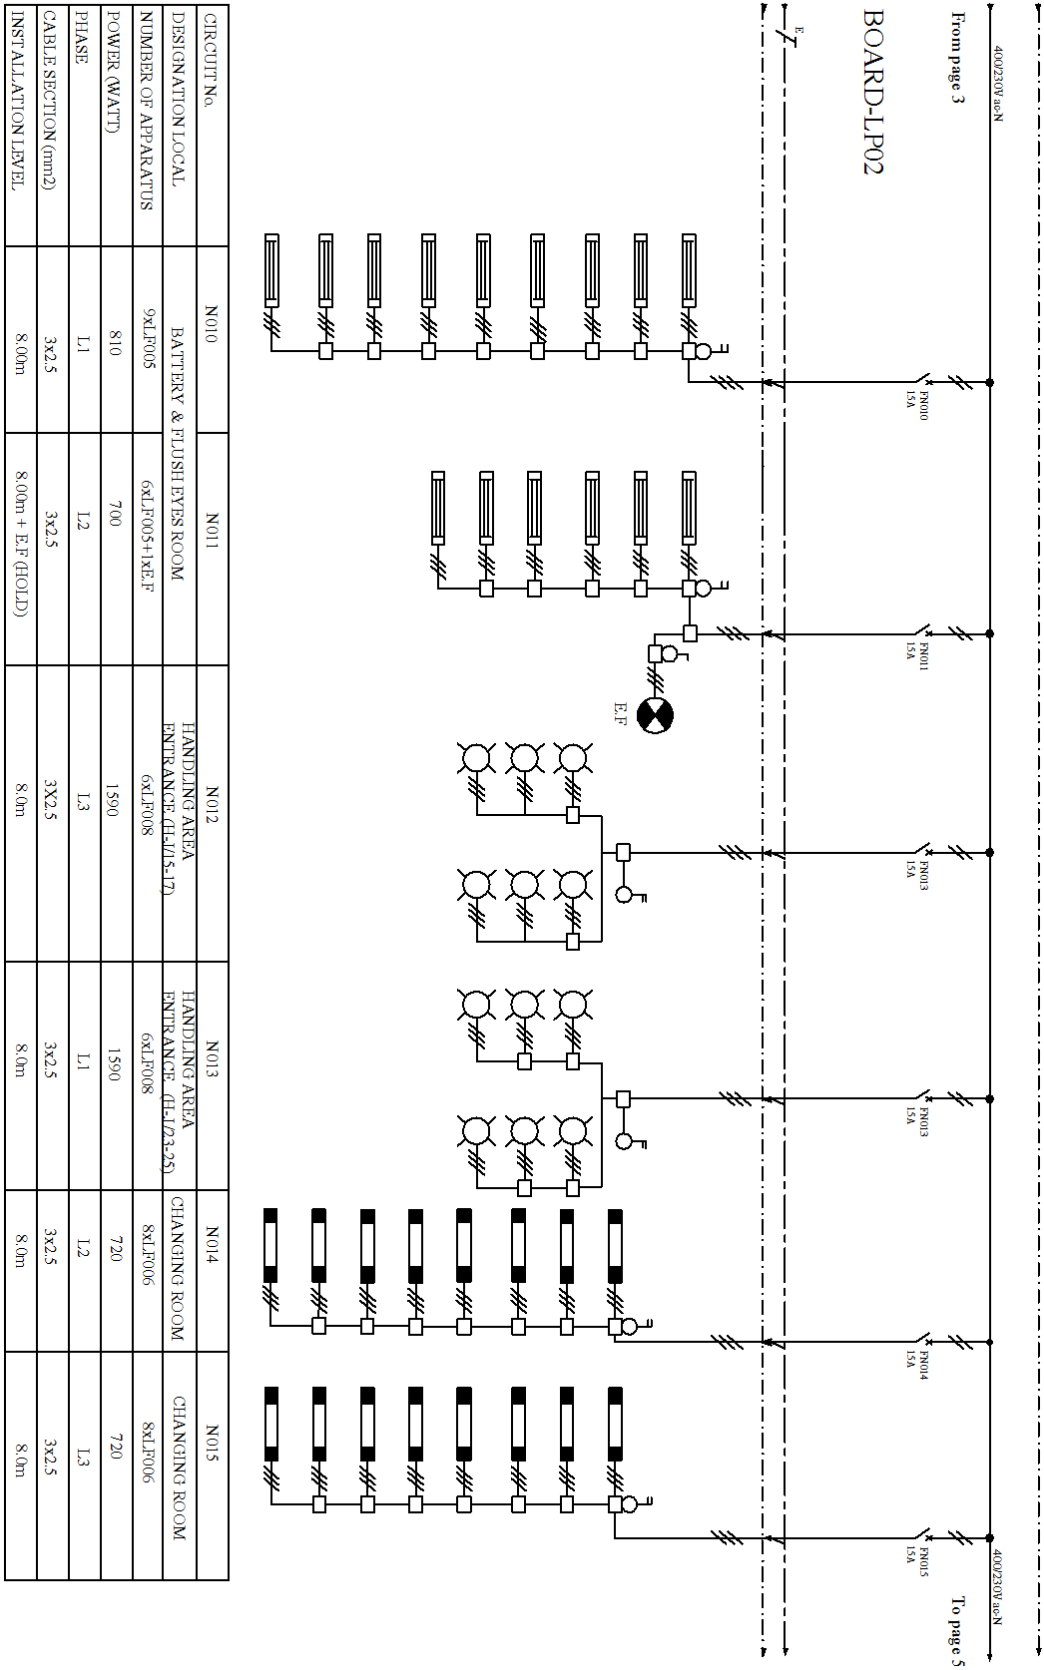 400/230V ac-N
400/230V ac-N
From page 3
To page 5
FN010
15A
FN011
15A
FN013
15A
FN013
15A
FN014
15A
FN015
15A
BOARD-LP02
E
E.F
CIRCUIT No. N010 N011 N012 N013 N014 N015
DESIGNATION LOCAL BATTERY & FLUSH EYES ROOM HANDLING AREA ENTRANCE (H-J/15-17) HANDLING AREA ENTRANCE (H-J/23-25) CHANGING ROOM CHANGING ROOM
NUMBER OF APPARATUS 9xLF005 6xLF005+1xE.F 6xLF008 6xLF008 8xLF006 8xLF006
POWER (WATT) 810 700 1590 1590 720 720
PHASE L1 L2 L3 L1 L2 L3
CABLE SECTION (mm2) 3x2.5 3x2.5 3X2.5 3x2.5 3x2.5 3x2.5
INSTALLATION LEVEL 8.00m 8.00m + E.F (HOLD) 8.0m 8.0m 8.0m 8.0m